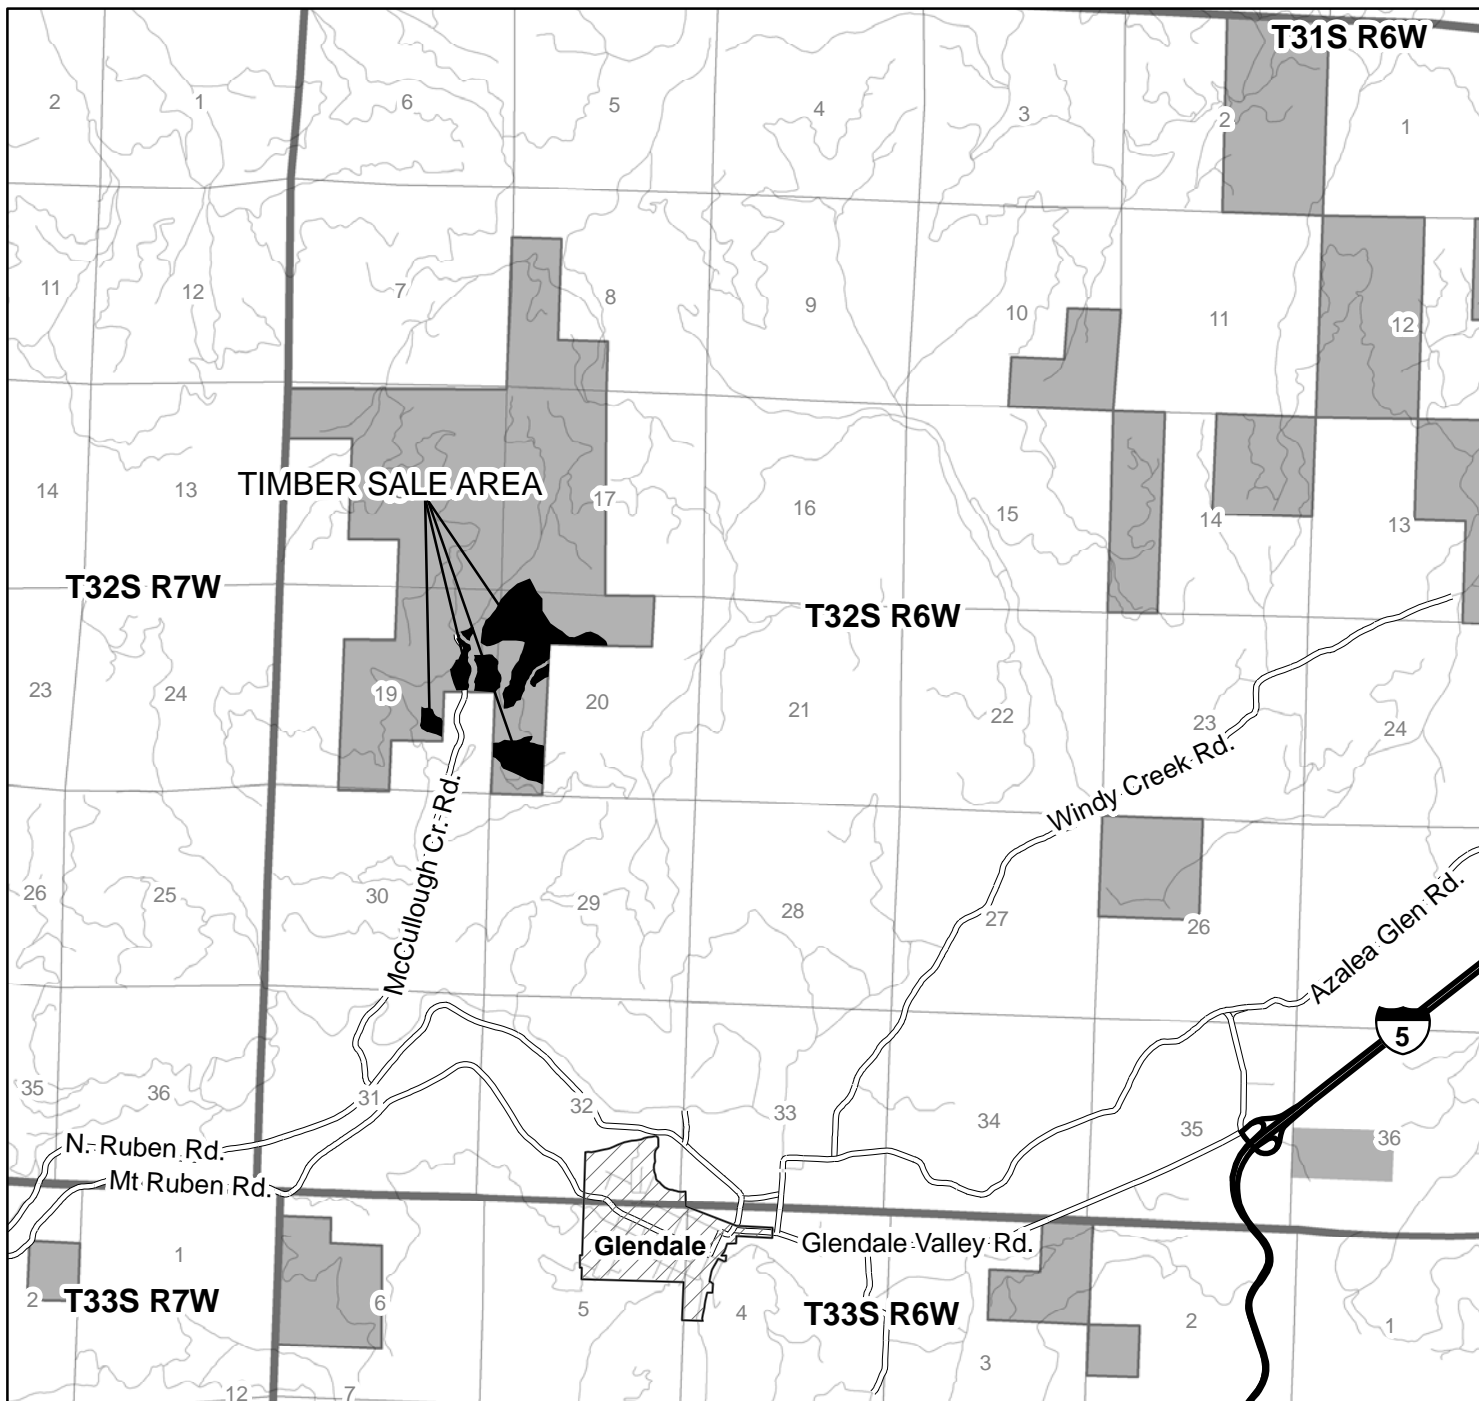 T31S R6W
2 1 6 5 4 3 2 1
11 12 7 8 9 10 11 12
TIMBER SALE AREA
14 13 17 16 15 14 13
T32S R7W
T32S R6W
23 24 19 20 21 22 23 24
Windy Creek Rd.
McCullough Cr. Rd.
26 25 30 29 28 27 26
Azalea Glen Rd.
5
35 36 31 32 33 34 35 36
N. Ruben Rd.
Mt Ruben Rd.
Glendale
Glendale Valley Rd.
1
2 6 5 4 3 2 1
T33S R7W
T33S R6W
12 7